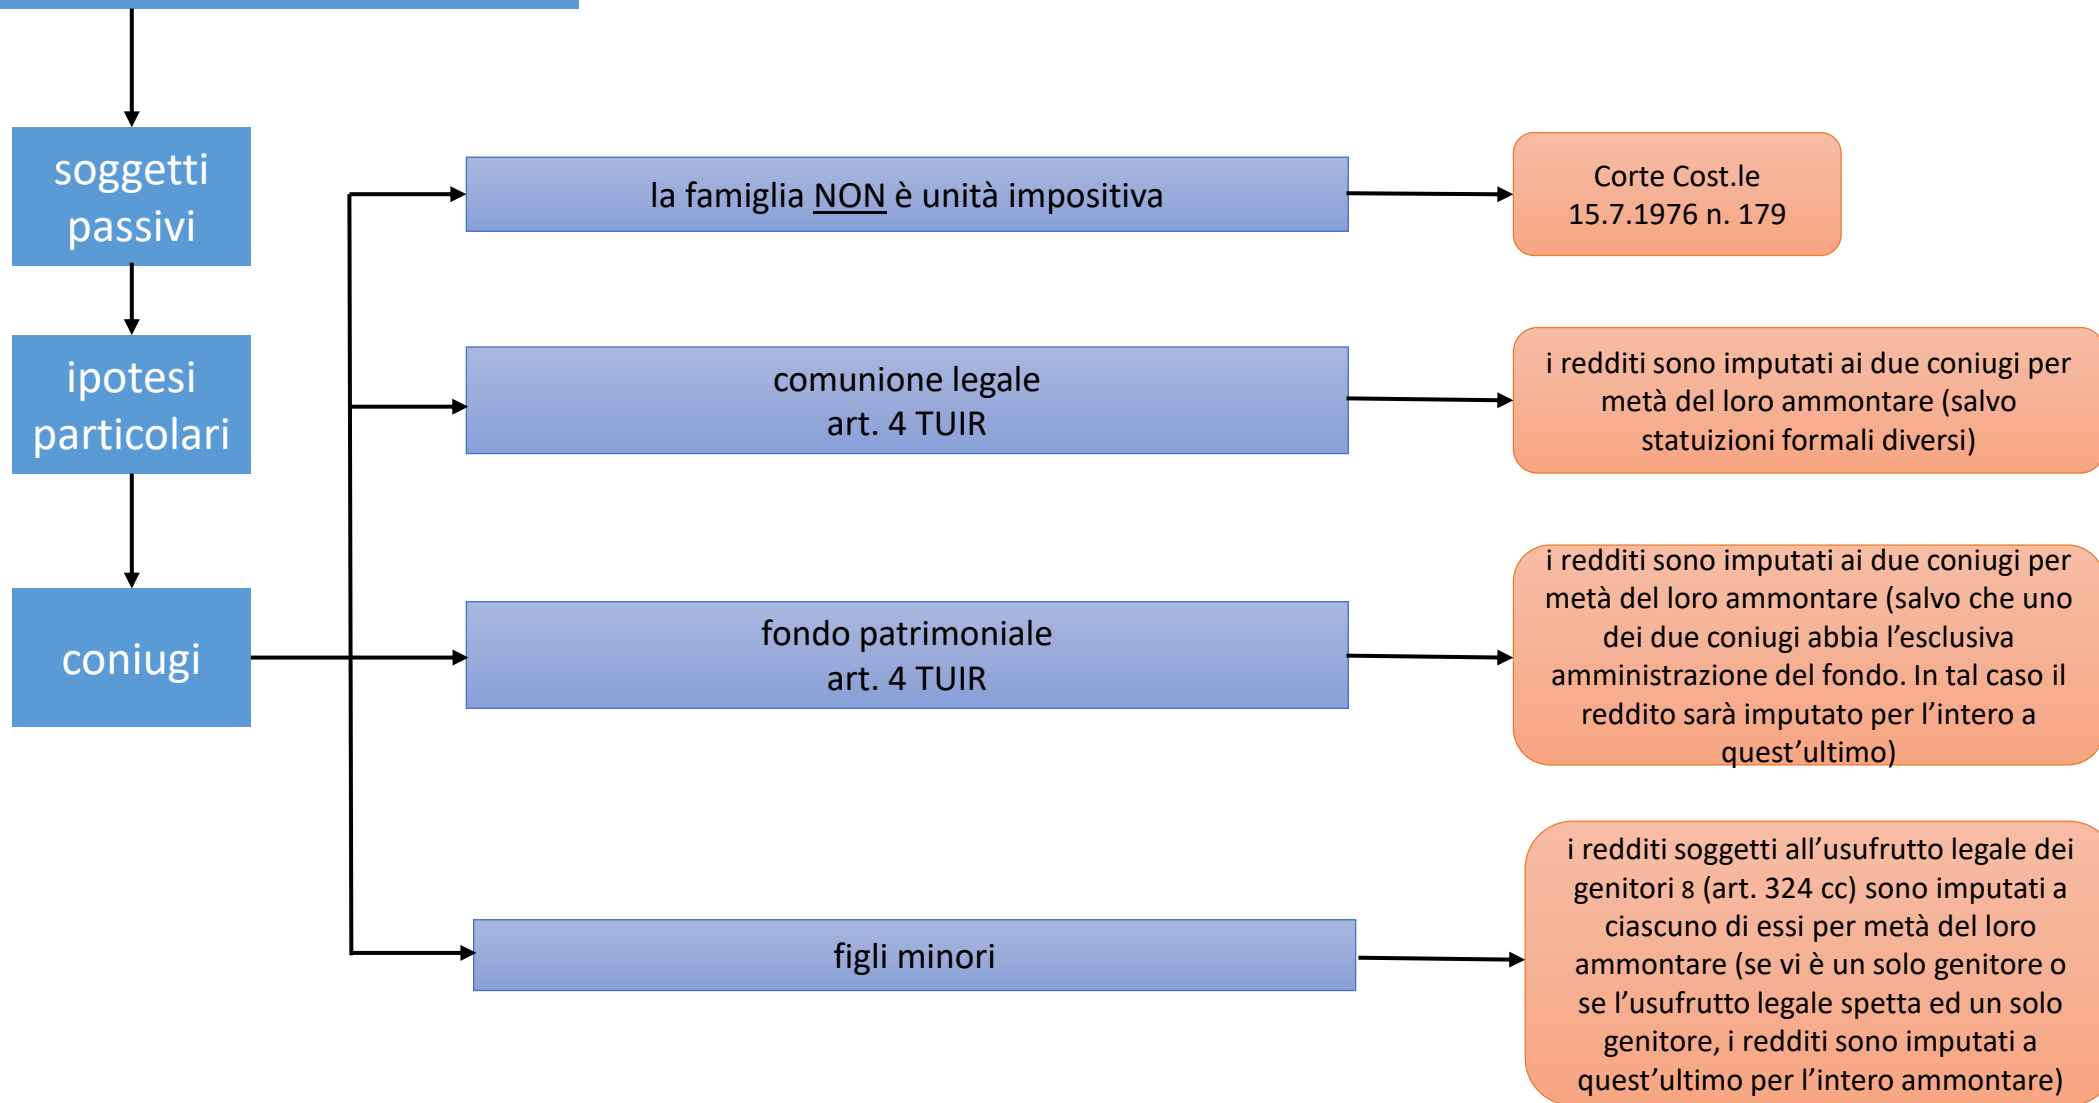 soggetti
passivi
la famiglia NON è unità impositiva
Corte Cost.le
15.7.1976 n. 179
ipotesi
particolari
comunione legale
art. 4 TUIR
i redditi sono imputati ai due coniugi per
metà del loro ammontare (salvo
statuizioni formali diversi)
coniugi
fondo patrimoniale
art. 4 TUIR
i redditi sono imputati ai due coniugi per
metà del loro ammontare (salvo che uno
dei due coniugi abbia l’esclusiva
amministrazione del fondo. In tal caso il
reddito sarà imputato per l’intero a
quest’ultimo)
figli minori
i redditi soggetti all’usufrutto legale dei
genitori 8 (art. 324 cc) sono imputati a
ciascuno di essi per metà del loro
ammontare (se vi è un solo genitore o
se l’usufrutto legale spetta ed un solo
genitore, i redditi sono imputati a
quest’ultimo per l’intero ammontare)